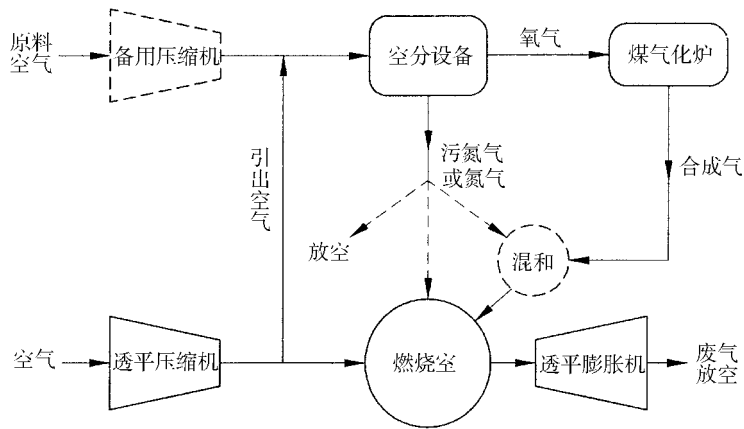 原料
空气
备用压缩机
空分设备
氧气
煤气化炉
引出空气
污氮气
或氮气
合成气
放空
混和
空气
透平压缩机
燃烧室
透平膨胀机
废气
放空